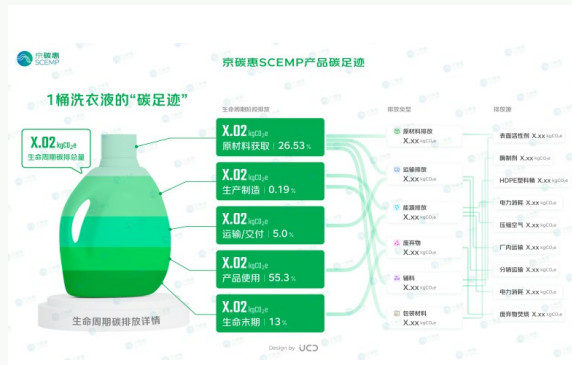 京碳惠
SCEMP
京碳惠SCEMP产品碳足迹
1桶洗衣液的“碳足迹”
X.02 kgCO₂e
生命周期碳排总量
生命周期碳排放详情
生命周期阶段排放
X.02 kgCO₂e
原材料获取 | 26.53 %
X.02 kgCO₂e
生产制造 | 0.19 %
X.02 kgCO₂e
运输/交付 | 5.0 %
X.02 kgCO₂e
产品使用 | 55.3 %
X.02 kgCO₂e
生命末期 | 13 %
排放类型
原材料排放
X.xx kgCO₂e
运输排放
X.xx kgCO₂e
能源排放
X.xx kgCO₂e
废弃物
X.xx kgCO₂e
辅料
X.xx kgCO₂e
包装材料
X.xx kgCO₂e
排放源
表面活性剂 X.xx kgCO₂e
酶制剂 X.xx kgCO₂e
HDPE塑料桶 X.xx kgCO₂e
电力消耗 X.xx kgCO₂e
压缩空气 X.xx kgCO₂e
厂内运输 X.xx kgCO₂e
分销运输 X.xx kgCO₂e
电力消耗 X.xx kgCO₂e
废弃物焚烧 X.xx kgCO₂e
Design by UCD